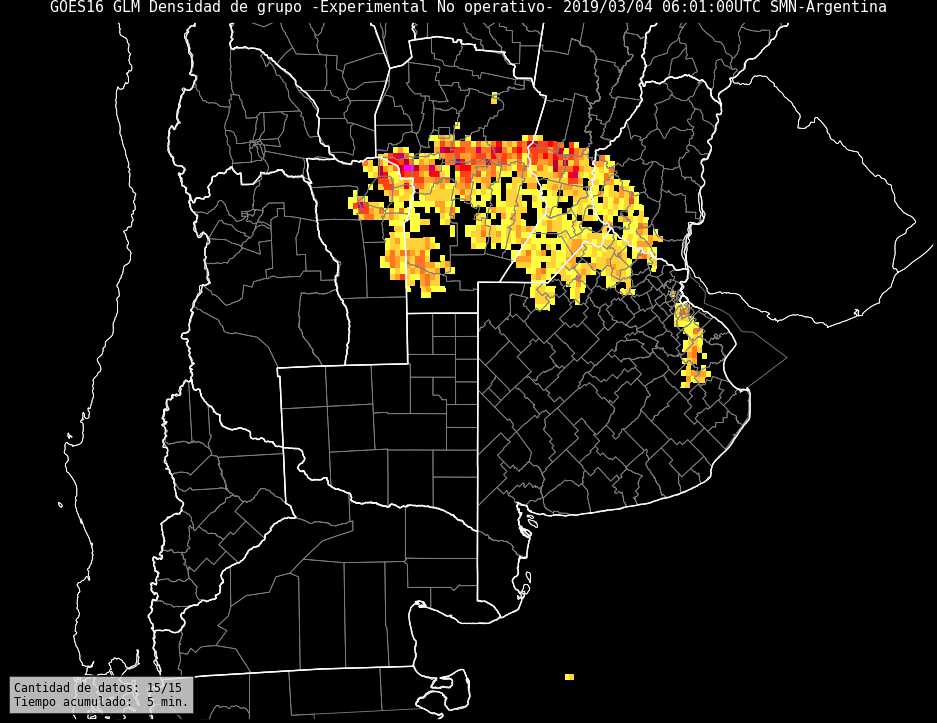 GOES16 GLM Densidad de grupo -Experimental No operativo- 2019/03/04 06:01:00UTC SMN-Argentina
Cantidad de datos: 15/15
Tiempo acumulado:  5 min.